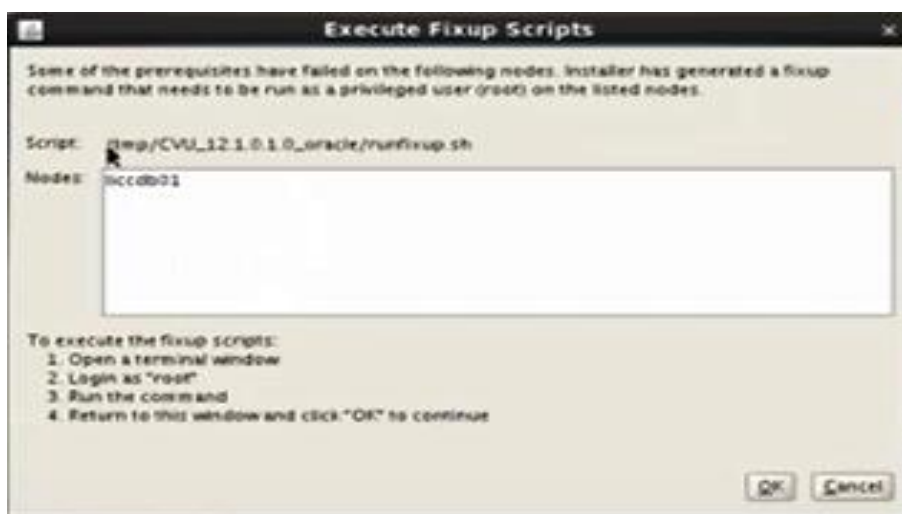 Execute Fixup Scripts
Some of the prerequisites have failed on the following nodes. Installer has generated a fixup
command that needs to be run as a privileged user (root) on the listed nodes.
Script: /tmp/CVU_12.1.0.1.0_oracle/runfixup.sh
Nodes:
To execute the fixup scripts:
1. Open a terminal window
2. Login as "root"
3. Run the command
4. Return to this window and click "OK" to continue
OK Cancel